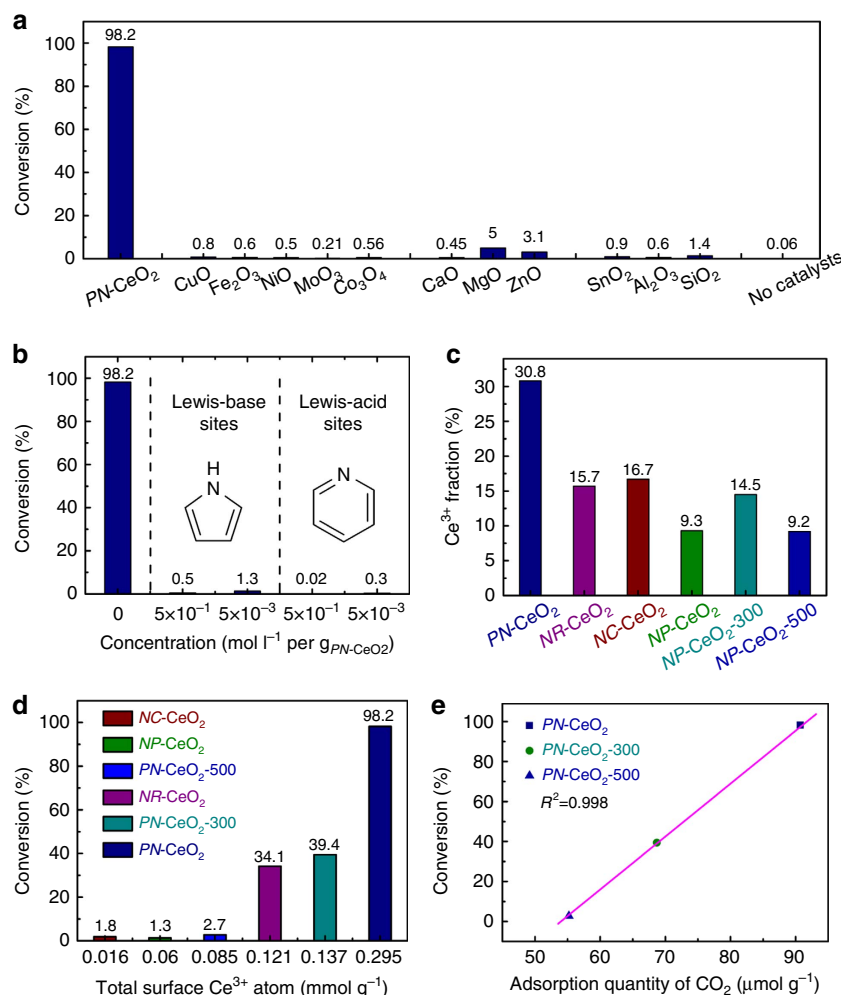 a
Conversion (%)
100
80
60
40
20
0
98.2
0.8
0.6
0.5
0.21
0.56
0.45
5
3.1
0.9
0.6
1.4
0.06
PN-CeO₂
CuO
Fe₂O₃
NiO
MoO₃
Co₃O₄
CaO
MgO
ZnO
SnO₂
Al₂O₃
SiO₂
No catalysts
b
Conversion (%)
100
80
60
40
20
0
98.2
Lewis-base
sites
H
N
Lewis-acid
sites
N
0.5
1.3
0.02
0.3
0
5×10⁻¹
5×10⁻³
5×10⁻¹
5×10⁻³
Concentration (mol l⁻¹ per g_PN-CeO2)
c
Ce³⁺ fraction (%)
30
25
20
15
10
5
0
30.8
15.7
16.7
9.3
14.5
9.2
PN-CeO₂
NR-CeO₂
NC-CeO₂
NP-CeO₂
NP-CeO₂-300
NP-CeO₂-500
d
Conversion (%)
100
80
60
40
20
0
NC-CeO₂
NP-CeO₂
PN-CeO₂-500
NR-CeO₂
PN-CeO₂-300
PN-CeO₂
1.8
1.3
2.7
34.1
39.4
98.2
0.016
0.06
0.085
0.121
0.137
0.295
Total surface Ce³⁺ atom (mmol g⁻¹)
e
Conversion (%)
100
80
60
40
20
0
PN-CeO₂
PN-CeO₂-300
PN-CeO₂-500
R²=0.998
50
60
70
80
90
Adsorption quantity of CO₂ (μmol g⁻¹)